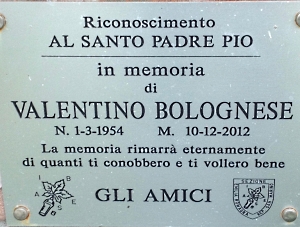 Riconoscimento
AL SANTO PADRE PIO
in memoria
di
VALENTINO BOLOGNESE
N. 1-3-1954 M. 10-12-2012
La memoria rimarrà eternamente
di quanti ti conobbero e ti vollero bene
GLI AMICI
I B
A S
E S
SEZIONE